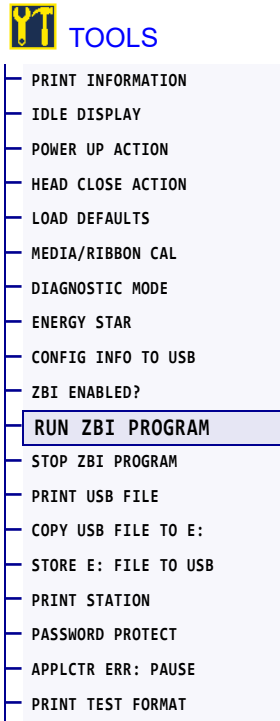 TOOLS
PRINT INFORMATION
IDLE DISPLAY
POWER UP ACTION
HEAD CLOSE ACTION
LOAD DEFAULTS
MEDIA/RIBBON CAL
DIAGNOSTIC MODE
ENERGY STAR
CONFIG INFO TO USB
ZBI ENABLED?
RUN ZBI PROGRAM
STOP ZBI PROGRAM
PRINT USB FILE
COPY USB FILE TO E:
STORE E: FILE TO USB
PRINT STATION
PASSWORD PROTECT
APPLCTR ERR: PAUSE
PRINT TEST FORMAT